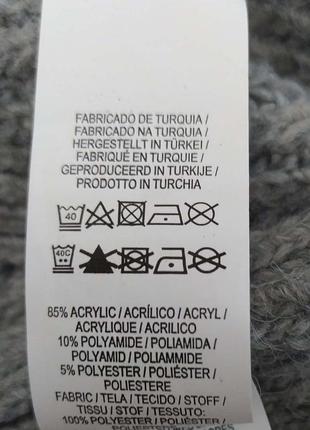 FABRICADO DE TURQUIA /
FABRICADO NA TURQUIA /
HERGESTELLT IN TÜRKEI /
FABRIQUÉ EN TURQUIE /
GEPRODUCEERD IN TURKIJE /
PRODOTTO IN TURCHIA
40
40C
85% ACRYLIC / ACRÍLICO / ACRYL /
ACRYLIQUE / ACRILICO
10% POLYAMIDE / POLIAMIDA /
POLYAMID / POLIAMMIDE
5% POLYESTER / POLIÉSTER /
POLIESTERE
FABRIC / TELA / TECIDO / STOFF /
TISSU / STOF / TESSUTO:
100% POLYESTER / POLIÉSTER /